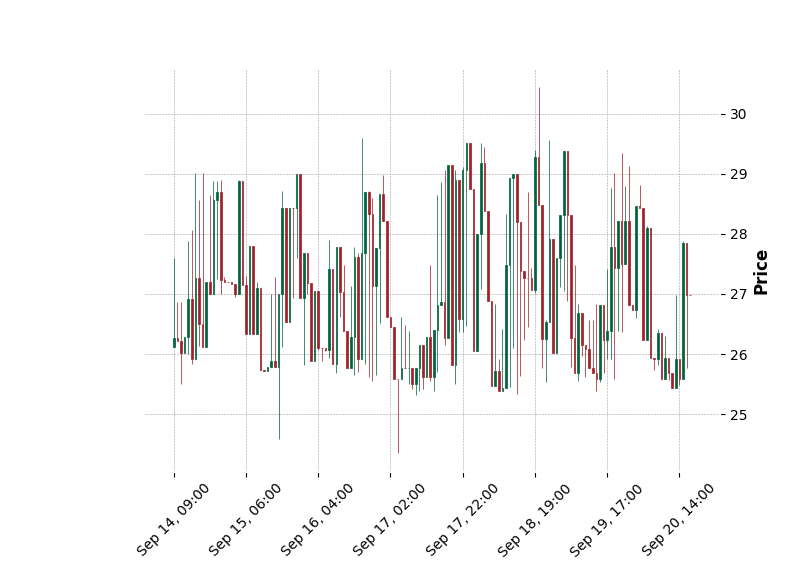 30
29
28
27
26
25
Price
Sep 14, 09:00
Sep 15, 06:00
Sep 16, 04:00
Sep 17, 02:00
Sep 17, 22:00
Sep 18, 19:00
Sep 19, 17:00
Sep 20, 14:00